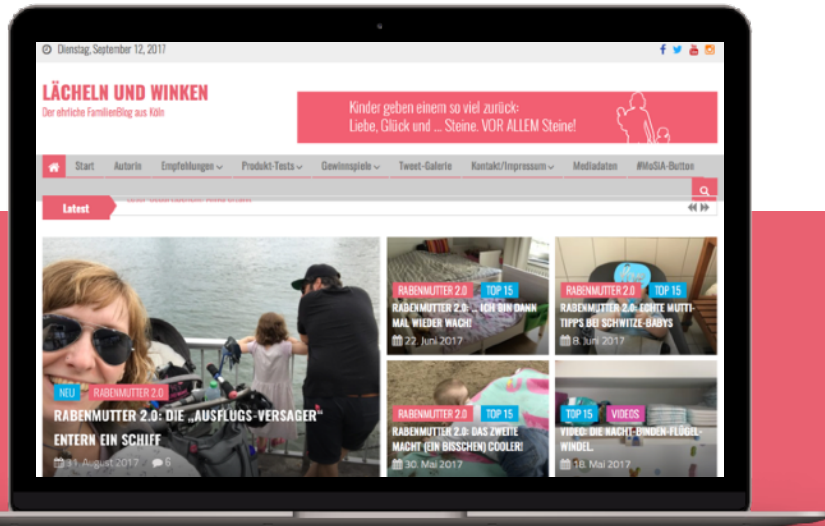 Dienstag, September 12, 2017
LÄCHELN UND WINKEN
Der ehrliche FamilienBlog aus Köln
Kinder geben einem so viel zurück:
Liebe, Glück und ... Steine. VOR ALLEM Steine!
Start Autorin Empfehlungen Produkt-Tests Gewinnspiele Tweet-Galerie Kontakt/Impressum Mediadaten #MoSiA-Button
Latest
NEU RABENMUTTER 2.0
RABENMUTTER 2.0: DIE „AUSFLUGS-VERSAGER“
ENTERN EIN SCHIFF
31. August 2017 6
RABENMUTTER 2.0 TOP 15
RABENMUTTER 2.0: ... ICH BIN DANN
MAL WIEDER WACH!
22. Juni 2017
RABENMUTTER 2.0 TOP 15
RABENMUTTER 2.0: ECHTE MUTTI-
TIPPS BEI SCHWITZE-BABYS
8. Juni 2017
RABENMUTTER 2.0 TOP 15
RABENMUTTER 2.0: DAS ZWEITE
MACHT (EIN BISSCHEN) COOLER!
30. Mai 2017
TOP 15 VIDEOS
VIDEO: DIE NACHT-BINDEN-FLÜGEL-
WINDEL.
18. Mai 2017